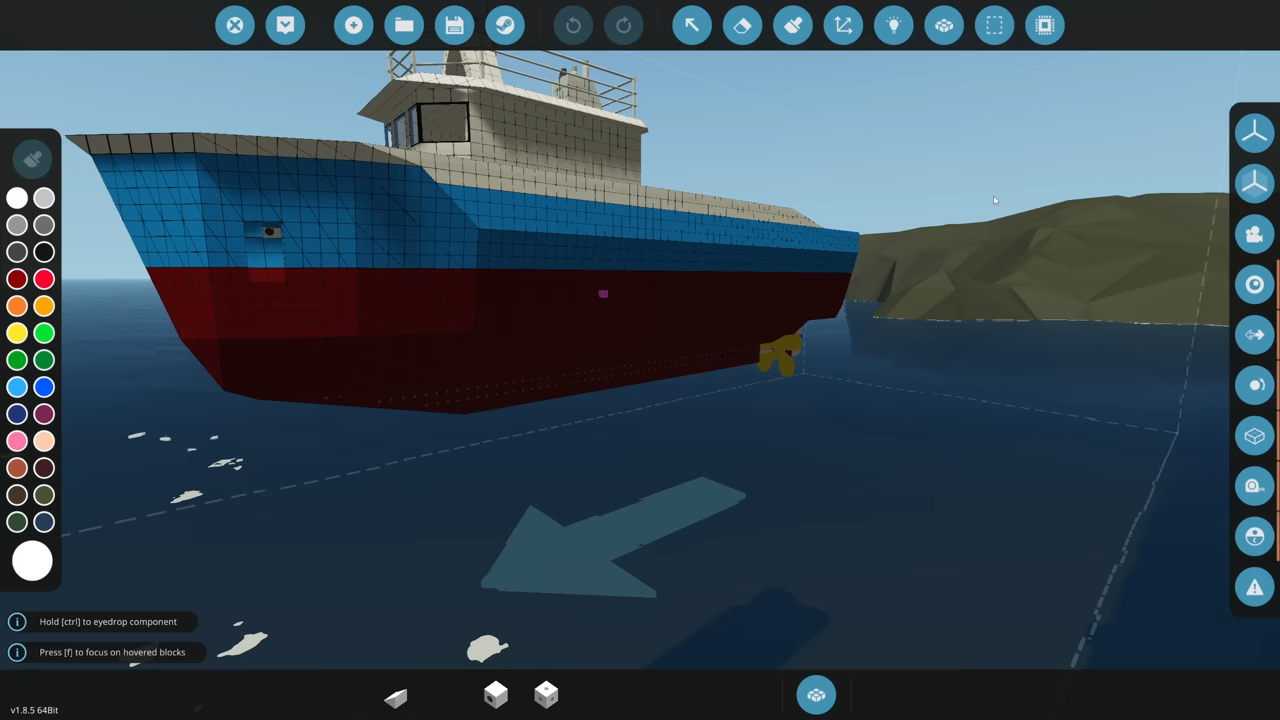 Hold [ctrl] to eyedrop component
Press [f] to focus on hovered blocks
v1.8.5 64Bit